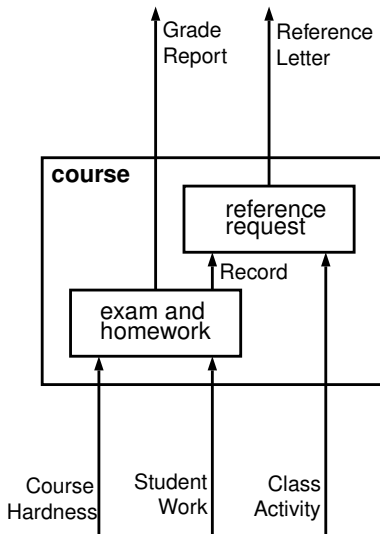 Grade
Report
Reference
Letter
course
reference
request
Record
exam and
homework
Course
Hardness
Student
Work
Class
Activity